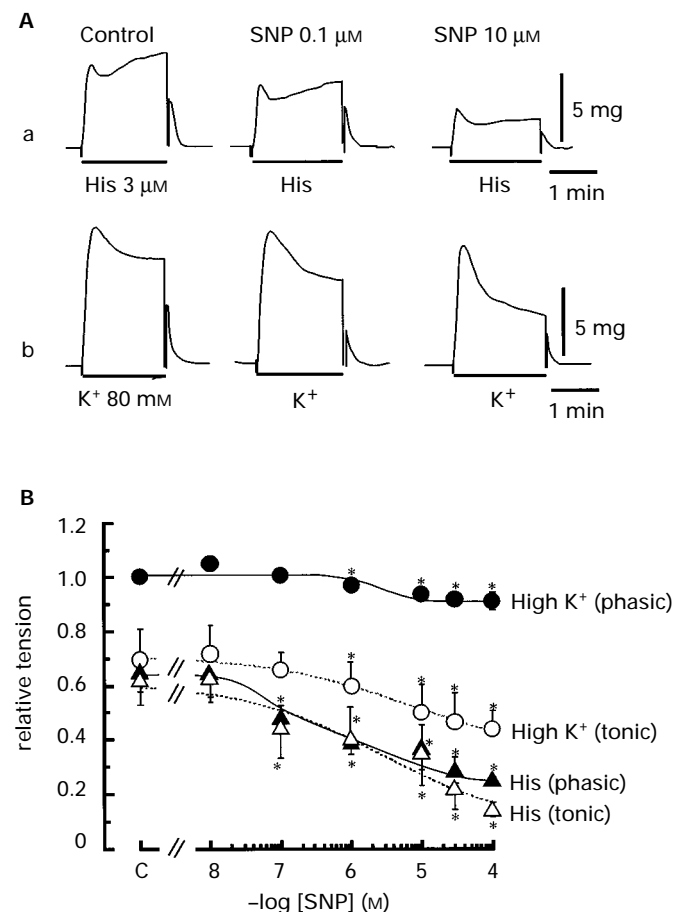 A
Control SNP 0.1 μM SNP 10 μM
a
5 mg
His 3 μM His His
1 min
b
5 mg
K⁺ 80 mM K⁺ K⁺
1 min
B
1.2
1.0
0.8
0.6
0.4
0.2
0
relative tension
* * * *
High K⁺ (phasic)
* * * *
High K⁺ (tonic)
* * * * *
His (phasic)
* * * * *
His (tonic)
C 8 7 6 5 4
–log [SNP] (M)